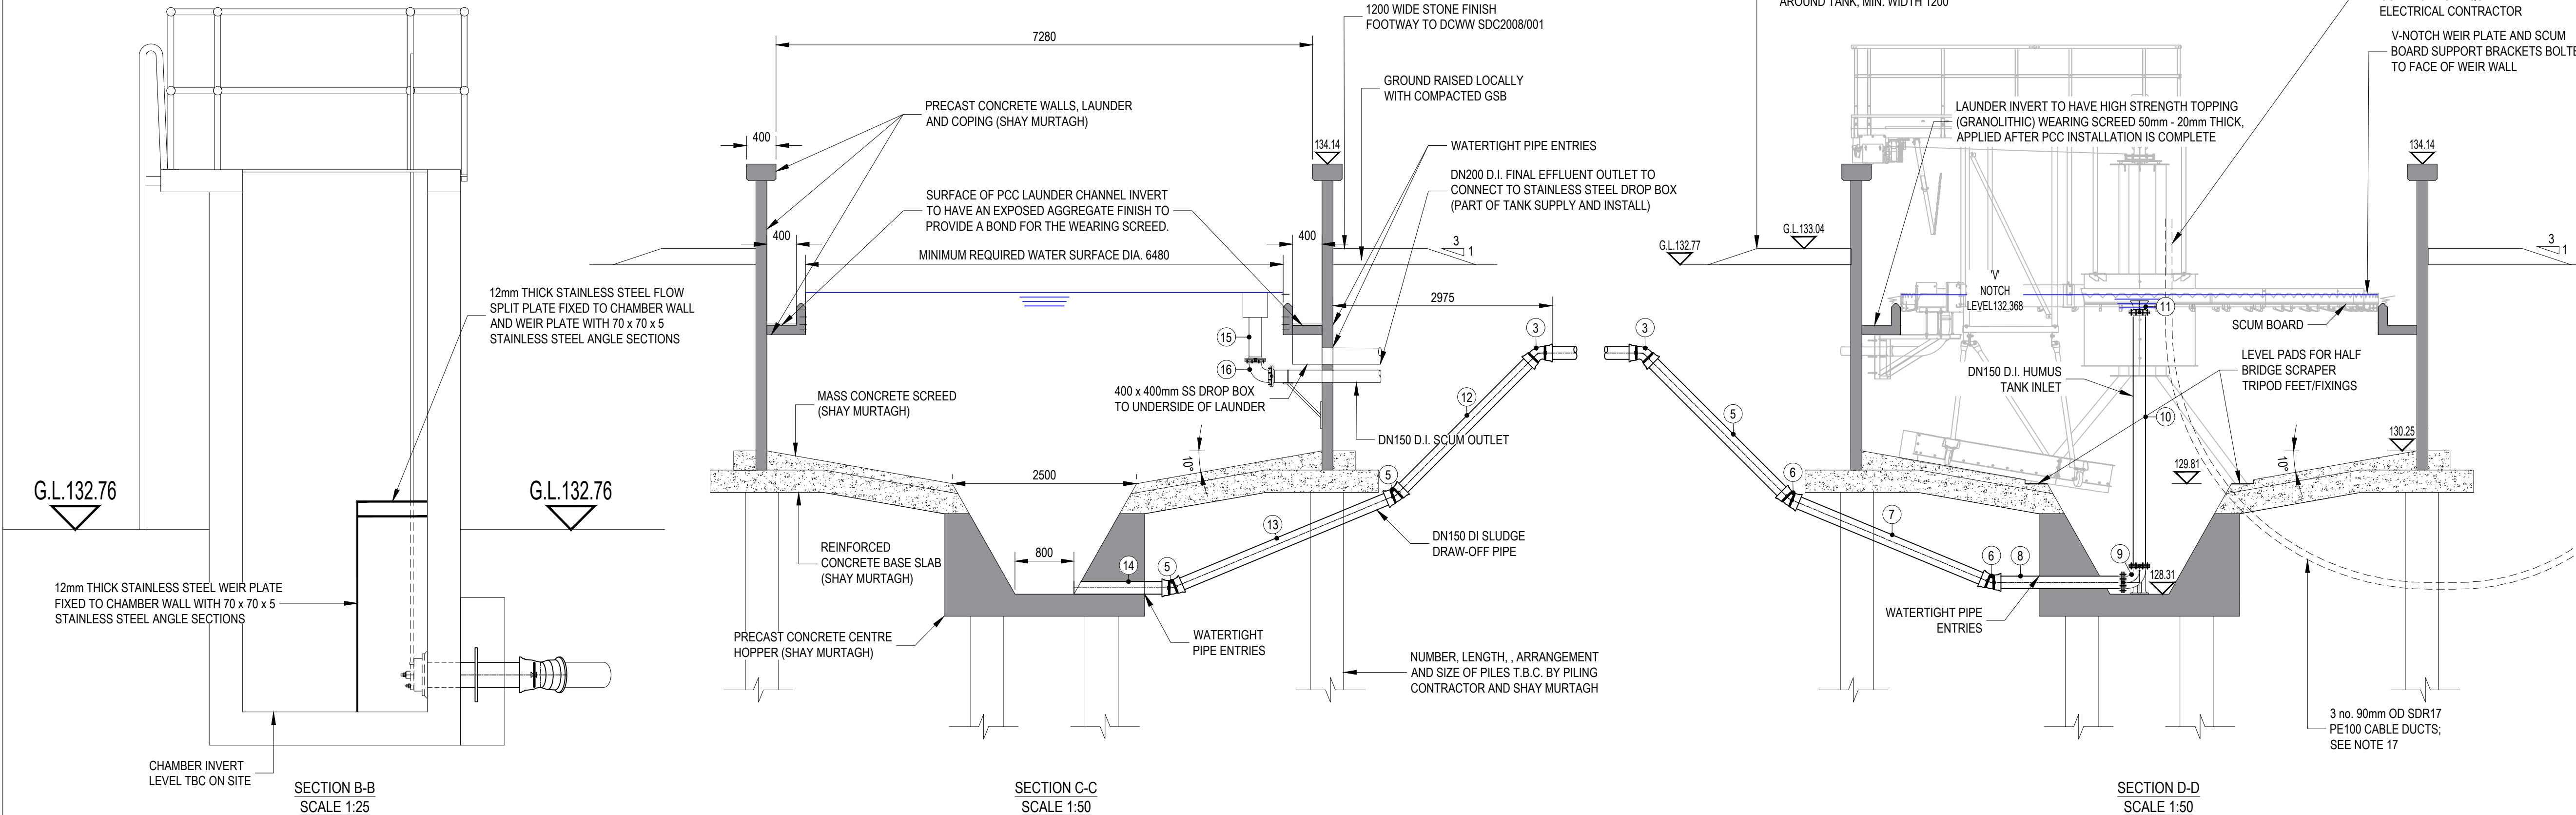 G.L.132.76
G.L.132.76
12mm THICK STAINLESS STEEL FLOW
SPLIT PLATE FIXED TO CHAMBER WALL
AND WEIR PLATE WITH 70 x 70 x 5
STAINLESS STEEL ANGLE SECTIONS
12mm THICK STAINLESS STEEL WEIR PLATE
FIXED TO CHAMBER WALL WITH 70 x 70 x 5
STAINLESS STEEL ANGLE SECTIONS
CHAMBER INVERT
LEVEL TBC ON SITE
SECTION B-B
SCALE 1:25
7280
1200 WIDE STONE FINISH
FOOTWAY TO DCWW SDC2008/001
GROUND RAISED LOCALLY
WITH COMPACTED GSB
PRECAST CONCRETE WALLS, LAUNDER
AND COPING (SHAY MURTAGH)
400
134.14
WATERTIGHT PIPE ENTRIES
DN200 D.I. FINAL EFFLUENT OUTLET TO
CONNECT TO STAINLESS STEEL DROP BOX
(PART OF TANK SUPPLY AND INSTALL)
SURFACE OF PCC LAUNDER CHANNEL INVERT
TO HAVE AN EXPOSED AGGREGATE FINISH TO
PROVIDE A BOND FOR THE WEARING SCREED.
400
400
3
1
MINIMUM REQUIRED WATER SURFACE DIA. 6480
2975
3
15
16
400 x 400mm SS DROP BOX
TO UNDERSIDE OF LAUNDER
12
MASS CONCRETE SCREED
(SHAY MURTAGH)
DN150 D.I. SCUM OUTLET
10°
2500
5
13
DN150 DI SLUDGE
DRAW-OFF PIPE
REINFORCED
CONCRETE BASE SLAB
(SHAY MURTAGH)
800
14
5
PRECAST CONCRETE CENTRE
HOPPER (SHAY MURTAGH)
WATERTIGHT
PIPE ENTRIES
NUMBER, LENGTH, , ARRANGEMENT
AND SIZE OF PILES T.B.C. BY PILING
CONTRACTOR AND SHAY MURTAGH
SECTION C-C
SCALE 1:50
AROUND TANK, MIN. WIDTH 1200
ELECTRICAL CONTRACTOR
V-NOTCH WEIR PLATE AND SCUM
BOARD SUPPORT BRACKETS BOLTE
TO FACE OF WEIR WALL
LAUNDER INVERT TO HAVE HIGH STRENGTH TOPPING
(GRANOLITHIC) WEARING SCREED 50mm - 20mm THICK,
APPLIED AFTER PCC INSTALLATION IS COMPLETE
134.14
G.L.132.77
G.L.133.04
3
1
'V'
NOTCH
LEVEL132.368
11
SCUM BOARD
3
LEVEL PADS FOR HALF
BRIDGE SCRAPER
TRIPOD FEET/FIXINGS
DN150 D.I. HUMUS
TANK INLET
5
10
130.25
10°
129.81
6
7
6
8
9
128.31
WATERTIGHT PIPE
ENTRIES
3 no. 90mm OD SDR17
PE100 CABLE DUCTS;
SEE NOTE 17
SECTION D-D
SCALE 1:50